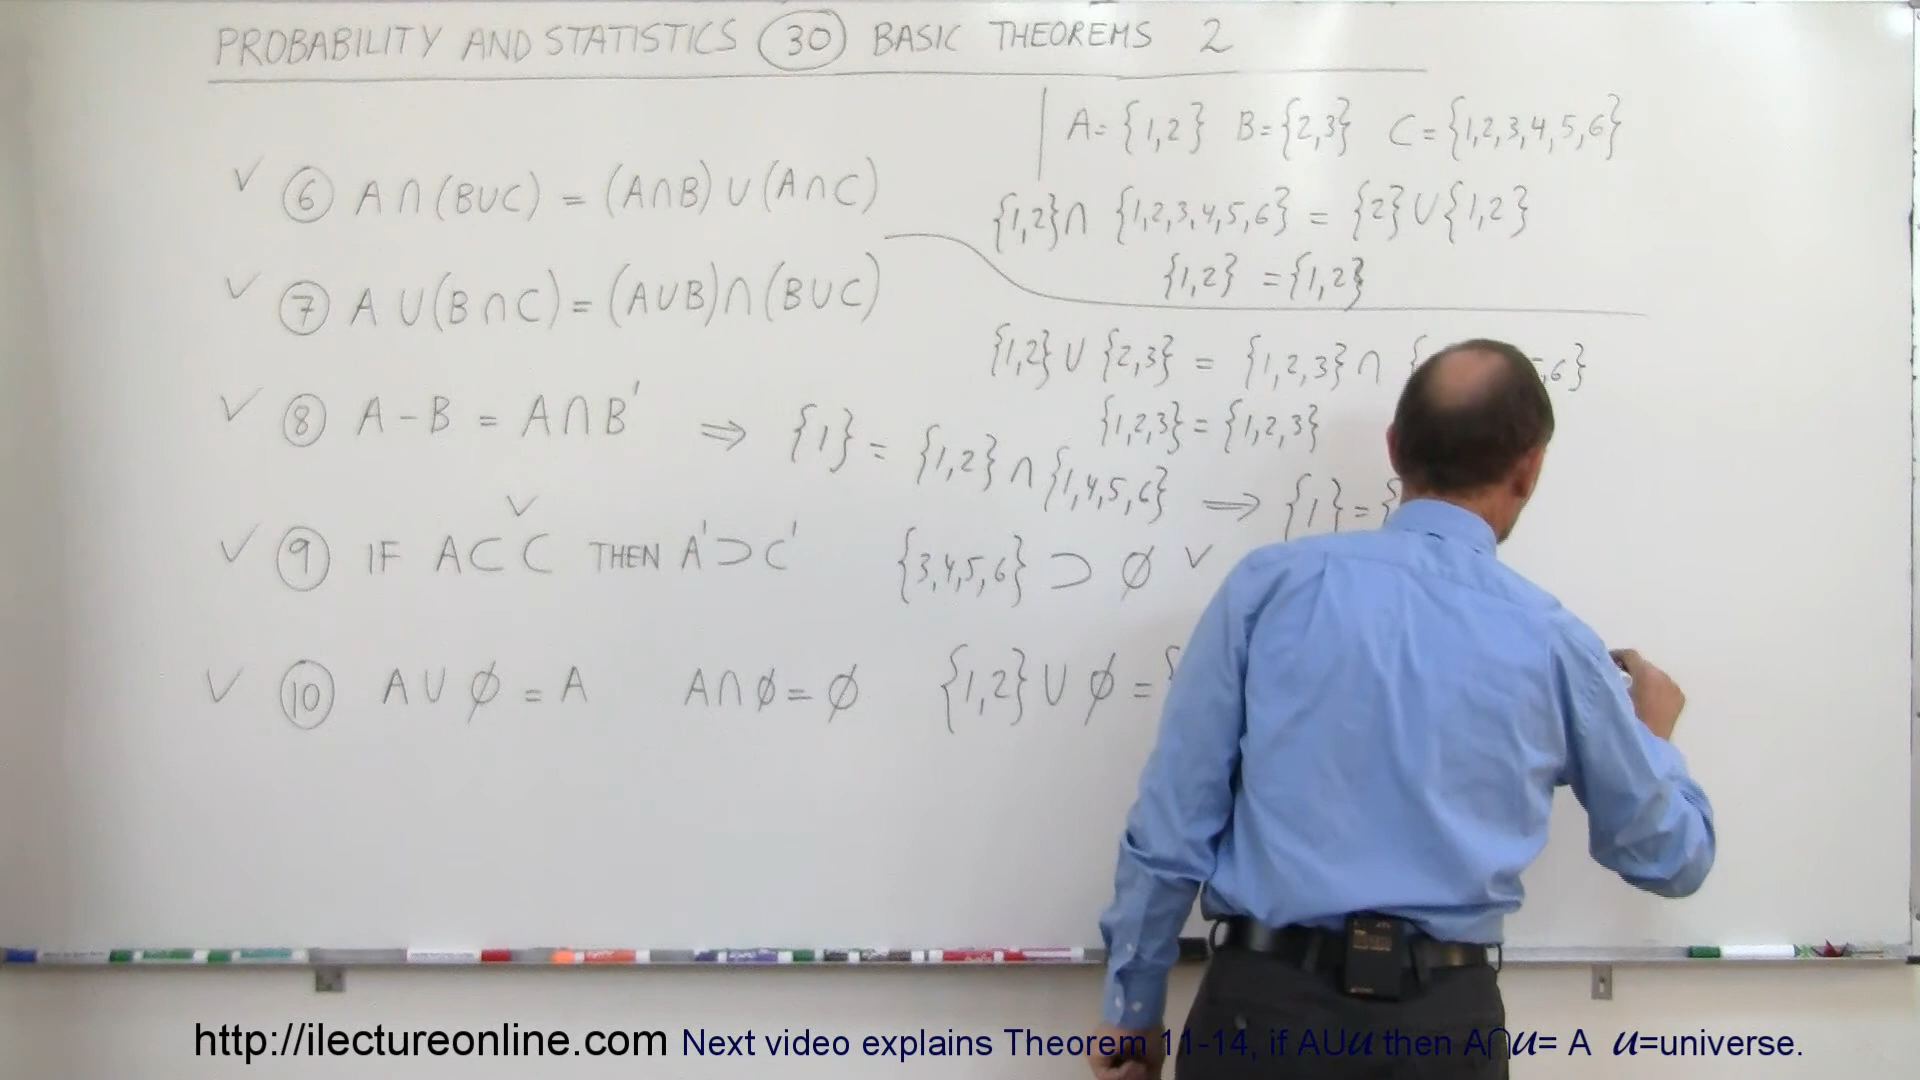 PROBABILITY AND STATISTICS 30 BASIC THEOREMS 2
A= {1,2} B={2,3} C={1,2,3,4,5,6}
✓ 6 A∩(B∪C) = (A∩B)∪(A∩C)
{1,2}∩ {1,2,3,4,5,6} = {2}∪{1,2}
{1,2} = {1,2}
✓ 7 A∪(B∩C) = (A∪B)∩(B∪C)
{1,2}∪{2,3} = {1,2,3}∩ { ,6}
{1,2,3} = {1,2,3}
✓ 8 A-B = A∩B' ⇒ {1} = {1,2}∩{1,4,5,6} ⇒ {1}={
✓ 9 IF A⊂C ✓ THEN A'⊃C' {3,4,5,6} ⊃ ∅ ✓
✓ 10 A∪∅=A A∩∅=∅ {1,2}∪∅={
http://ilectureonline.com Next video explains Theorem 11-14, if AU𝒰 then A∩𝒰= A 𝒰=universe.